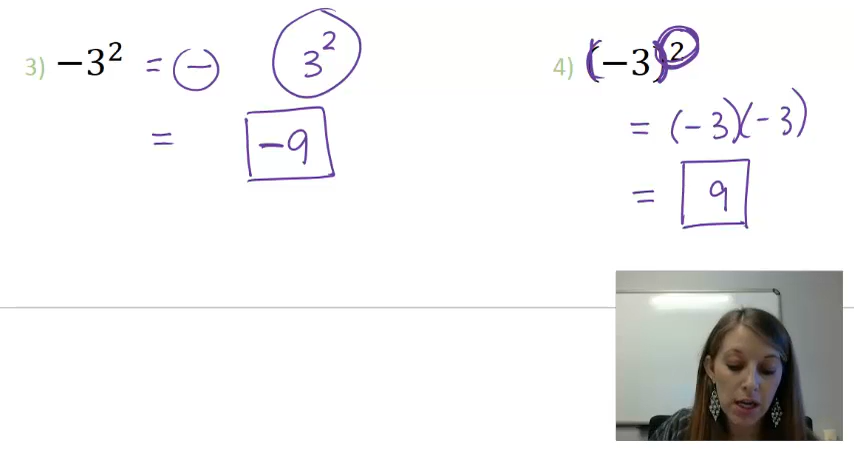 3) −3² = − 3²
= −9
4) (−3)²
= (−3)(−3)
= 9